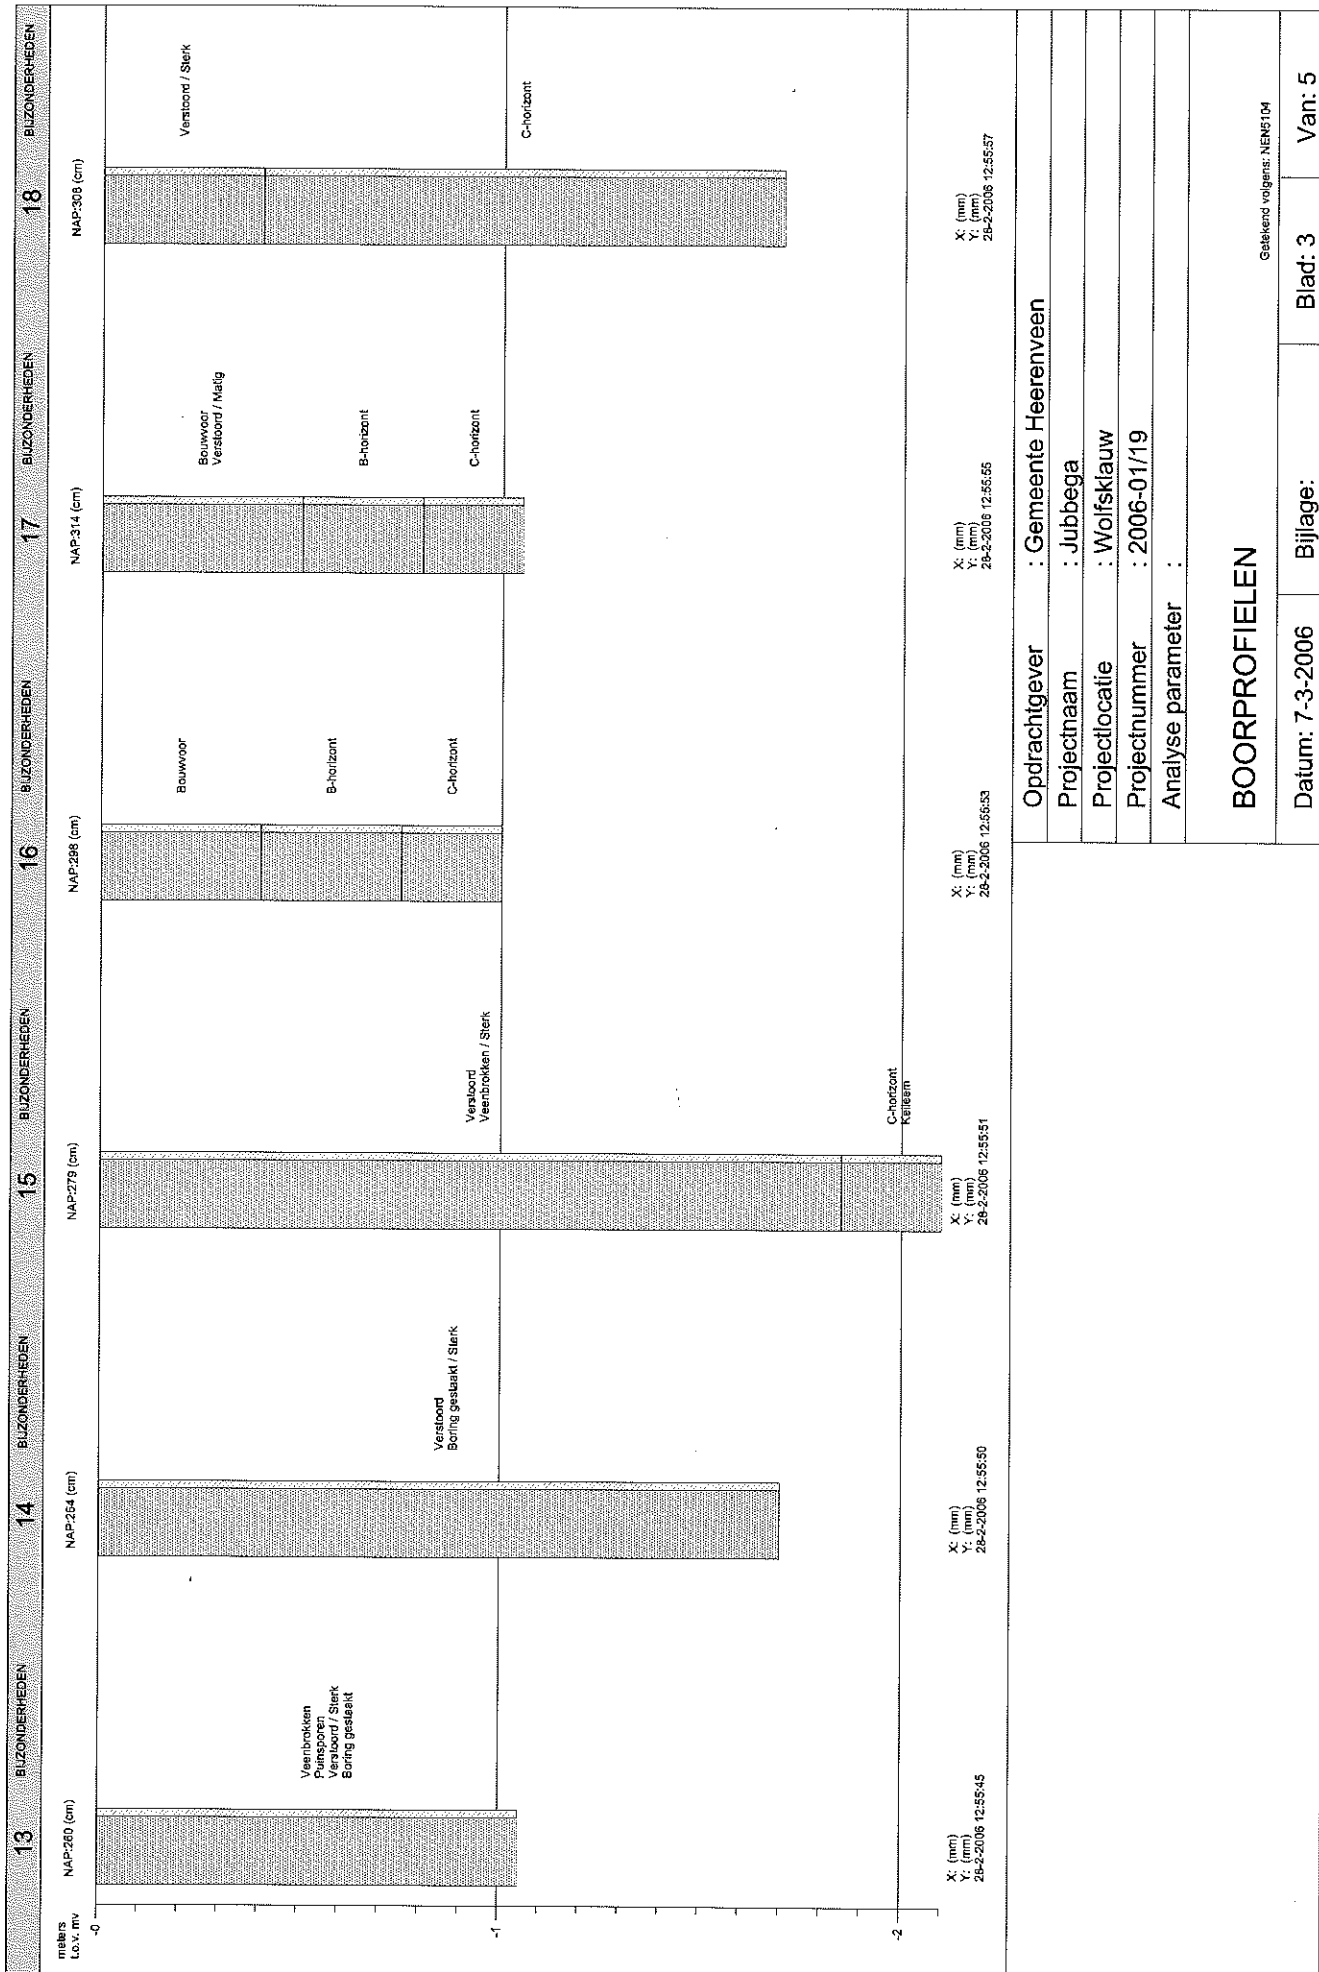 13 BIJZONDERHEDEN 14 BIJZONDERHEDEN 15 BIJZONDERHEDEN 16 BIJZONDERHEDEN 17 BIJZONDERHEDEN 18 BIJZONDERHEDEN
meters
t.o.v. mv
NAP:260 (cm) NAP:264 (cm) NAP:279 (cm) NAP:298 (cm) NAP:314 (cm) NAP:308 (cm)
-0
-1
-2
Veenbrokken
Puinsporen
Verstoord / Sterk
Boring gestaakt
X: (mm)
Y: (mm)
28-2-2006 12:55:45
Verstoord
Boring gestaakt / Sterk
X: (mm)
Y: (mm)
28-2-2006 12:55:50
Verstoord
Veenbrokken / Sterk
C-horizont
Keileem
X: (mm)
Y: (mm)
28-2-2006 12:55:51
Bouwvoor
B-horizont
C-horizont
X: (mm)
Y: (mm)
28-2-2006 12:55:53
Bouwvoor
Verstoord / Matig
B-horizont
C-horizont
X: (mm)
Y: (mm)
28-2-2006 12:55:55
Verstoord / Sterk
C-horizont
X: (mm)
Y: (mm)
28-2-2006 12:55:57
Opdrachtgever : Gemeente Heerenveen
Projectnaam : Jubbega
Projectlocatie : Wolfsklauw
Projectnummer : 2006-01/19
Analyse parameter :
BOORPROFIELEN
Getekend volgens: NEN5104
Datum: 7-3-2006 Bijlage: Blad: 3 Van: 5